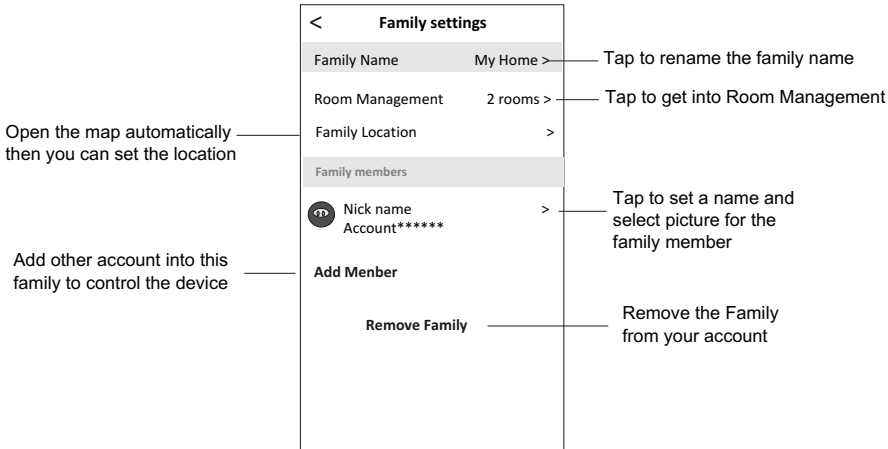 < Family settings
Family Name My Home >
Tap to rename the family name
Room Management 2 rooms >
Tap to get into Room Management
Open the map automatically
then you can set the location
Family Location >
Family members
Nick name >
Account******
Tap to set a name and
select picture for the
family member
Add other account into this
family to control the device
Add Menber
Remove Family
Remove the Family
from your account